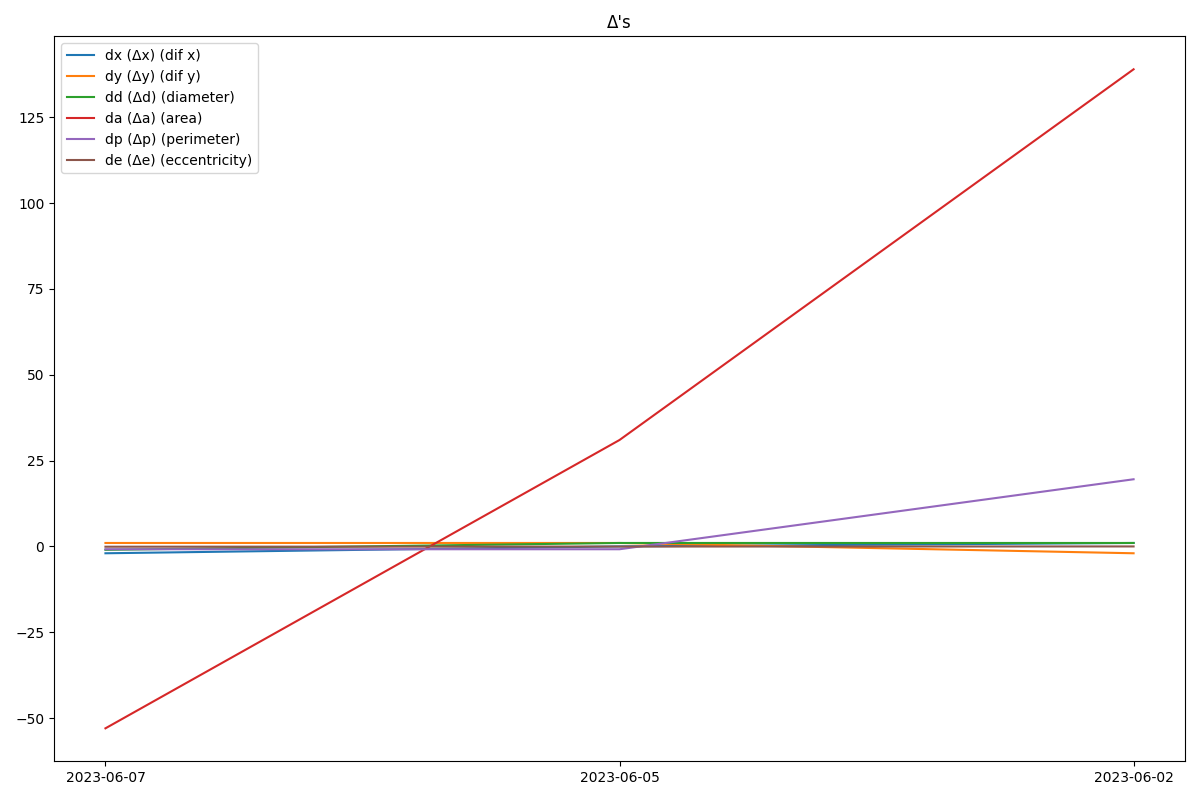 Δ's
dx (Δx) (dif x)
dy (Δy) (dif y)
dd (Δd) (diameter)
da (Δa) (area)
dp (Δp) (perimeter)
de (Δe) (eccentricity)
125
100
75
50
25
0
−25
−50
2023-06-07 2023-06-05 2023-06-02